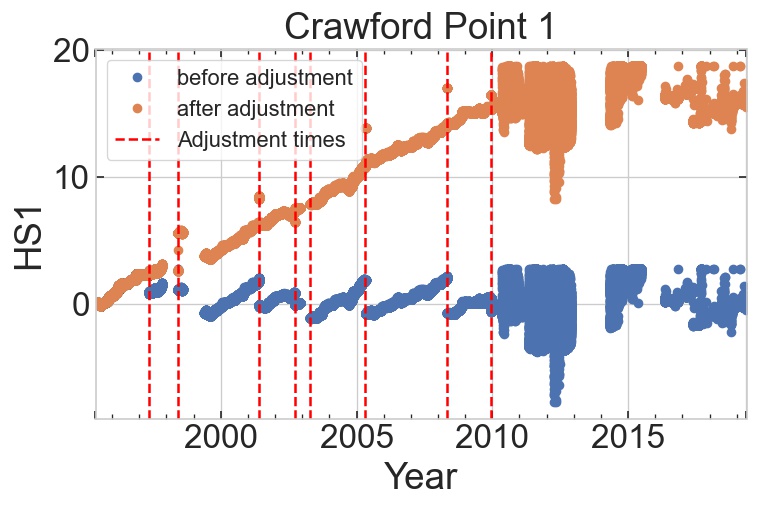 Crawford Point 1
20
before adjustment
after adjustment
Adjustment times
10
HS1
0
2000 2005 2010 2015
Year